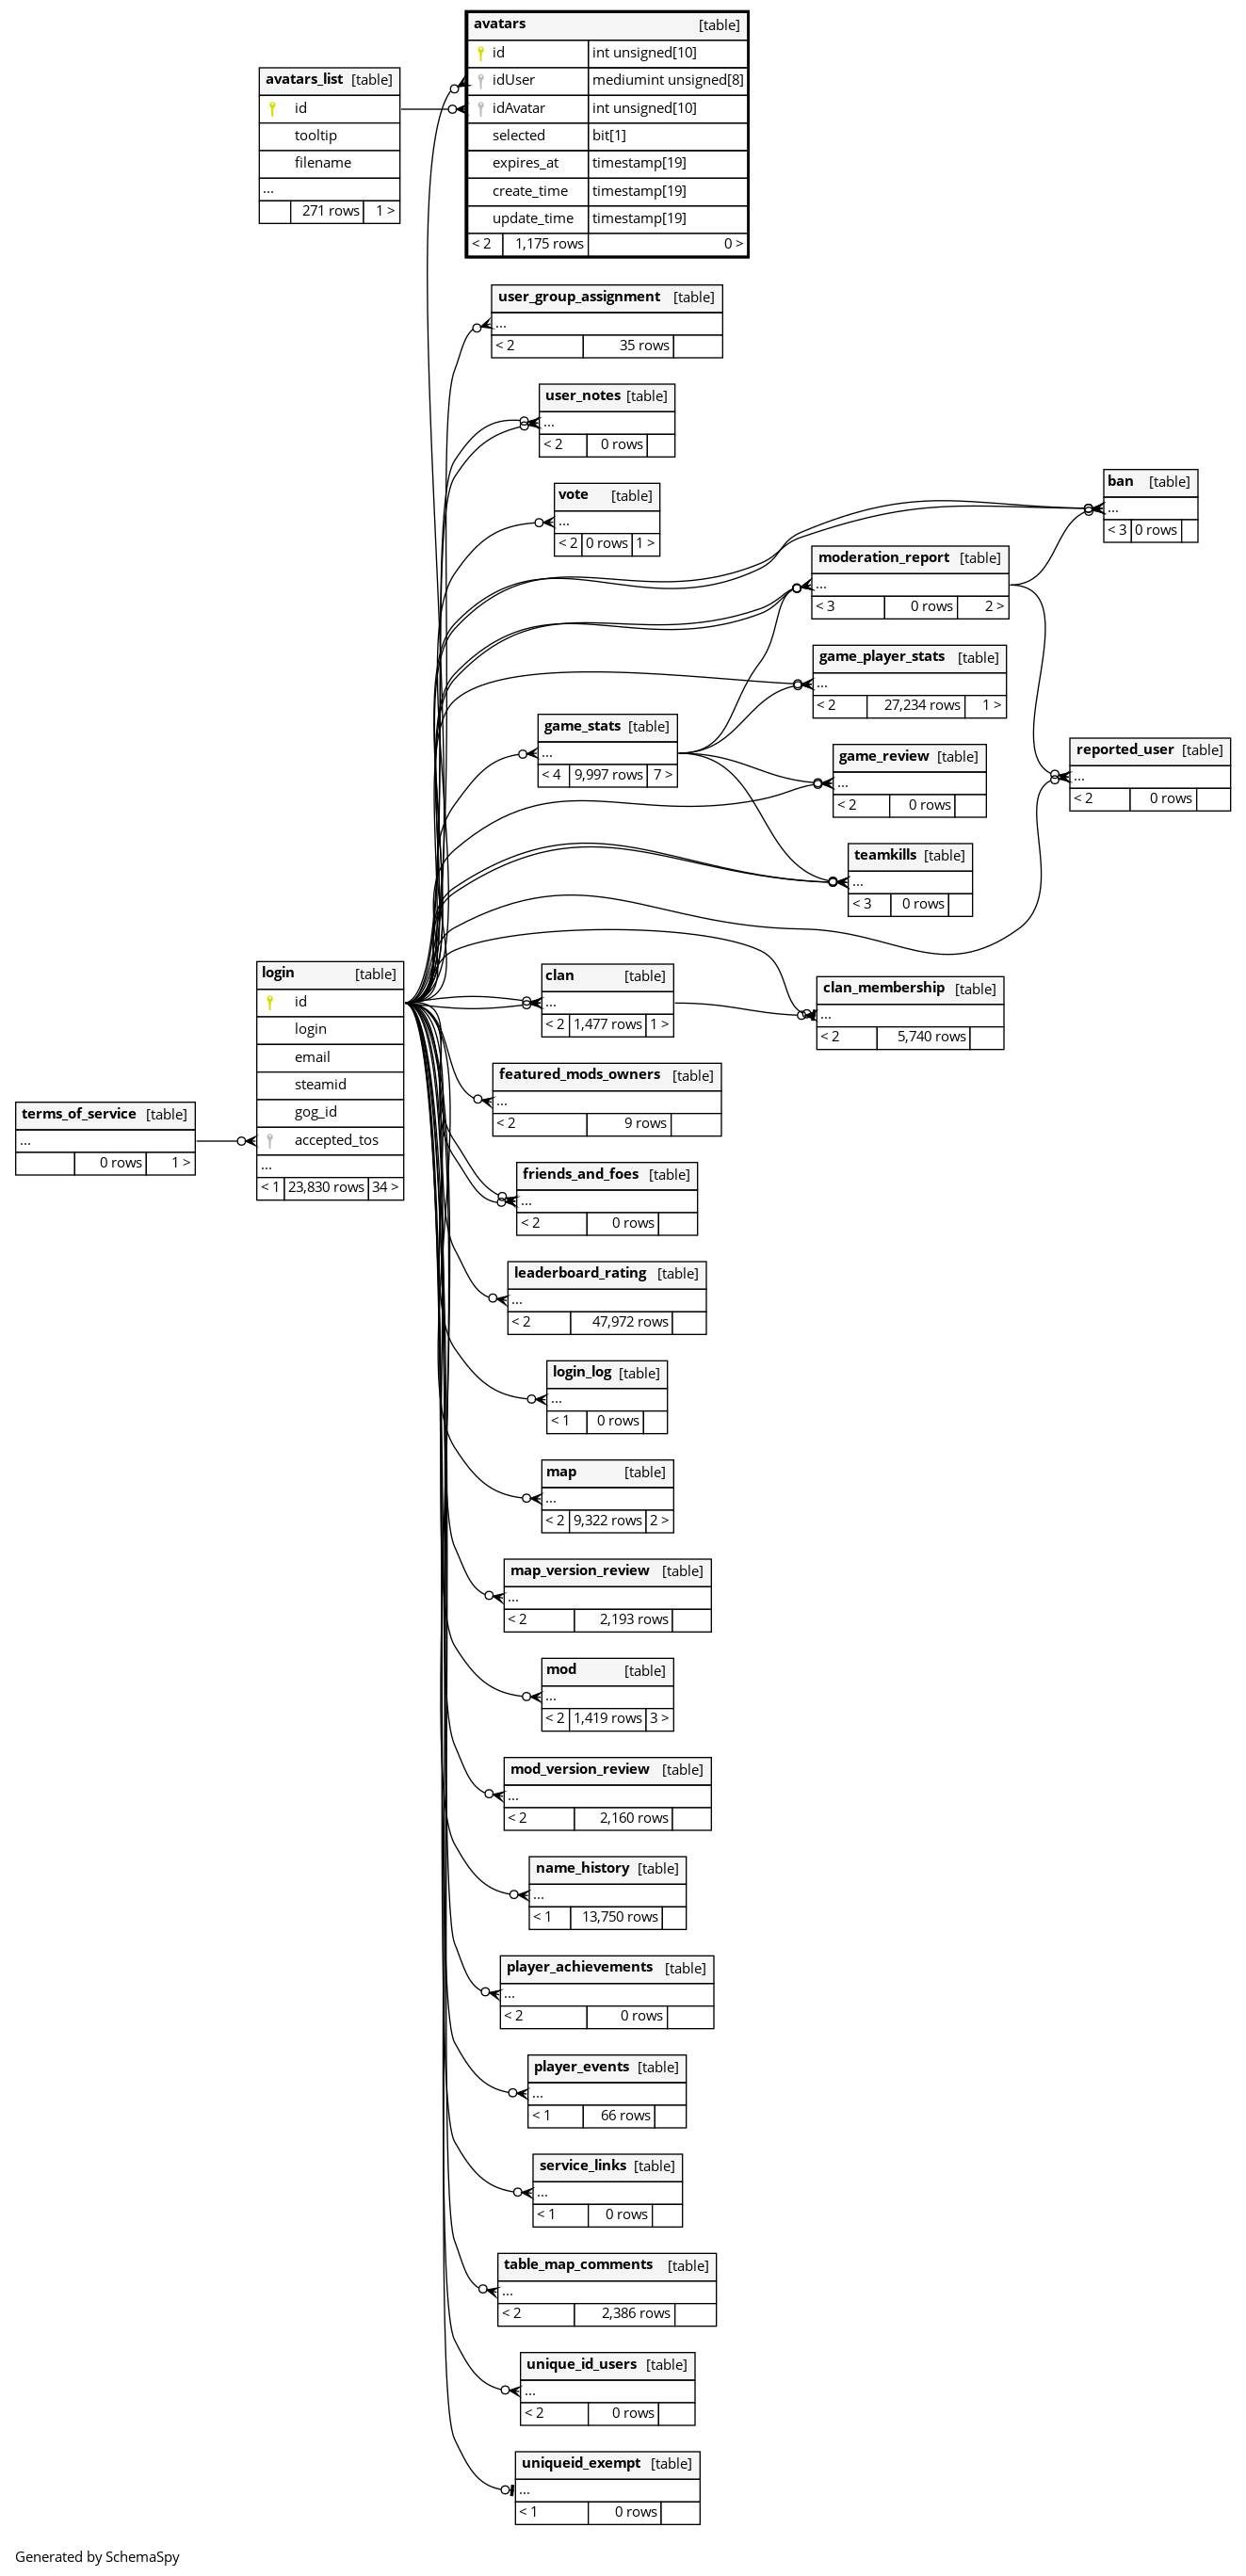 avatars [table]
id int unsigned[10]
idUser mediumint unsigned[8]
idAvatar int unsigned[10]
selected bit[1]
expires_at timestamp[19]
create_time timestamp[19]
update_time timestamp[19]
< 2 1,175 rows 0 >
avatars_list [table]
id
tooltip
filename
...
271 rows 1 >
user_group_assignment [table]
...
< 2 35 rows
user_notes [table]
...
< 2 0 rows
vote [table]
...
< 2 0 rows 1 >
ban [table]
...
< 3 0 rows
moderation_report [table]
...
< 3 0 rows 2 >
game_player_stats [table]
...
< 2 27,234 rows 1 >
game_stats [table]
...
< 4 9,997 rows 7 >
game_review [table]
...
< 2 0 rows
reported_user [table]
...
< 2 0 rows
teamkills [table]
...
< 3 0 rows
login [table]
id
login
email
steamid
gog_id
accepted_tos
...
< 1 23,830 rows 34 >
clan [table]
...
< 2 1,477 rows 1 >
clan_membership [table]
...
< 2 5,740 rows
featured_mods_owners [table]
...
< 2 9 rows
terms_of_service [table]
...
0 rows 1 >
friends_and_foes [table]
...
< 2 0 rows
leaderboard_rating [table]
...
< 2 47,972 rows
login_log [table]
...
< 1 0 rows
map [table]
...
< 2 9,322 rows 2 >
map_version_review [table]
...
< 2 2,193 rows
mod [table]
...
< 2 1,419 rows 3 >
mod_version_review [table]
...
< 2 2,160 rows
name_history [table]
...
< 1 13,750 rows
player_achievements [table]
...
< 2 0 rows
player_events [table]
...
< 1 66 rows
service_links [table]
...
< 1 0 rows
table_map_comments [table]
...
< 2 2,386 rows
unique_id_users [table]
...
< 2 0 rows
uniqueid_exempt [table]
...
< 1 0 rows
Generated by SchemaSpy